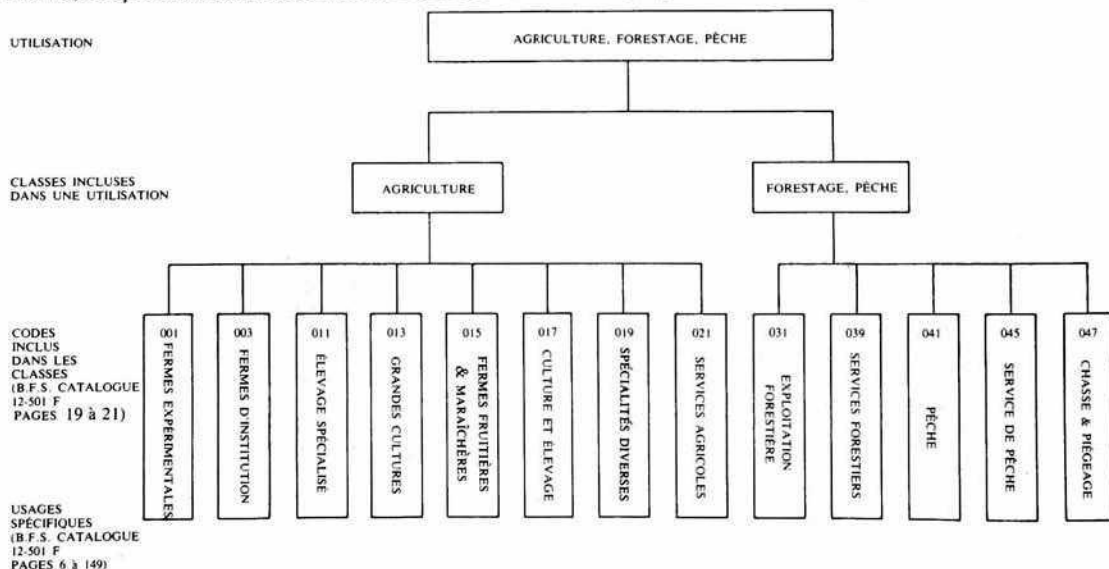 UTILISATION
AGRICULTURE, FORESTAGE, PÊCHE
CLASSES INCLUSES
DANS UNE UTILISATION
AGRICULTURE
FORESTAGE, PÊCHE
CODES
INCLUS
DANS LES
CLASSES
(B.F.S. CATALOGUE
12-501 F
PAGES 19 à 21)
001
FERMES EXPÉRIMENTALES
003
FERMES D'INSTITUTION
011
ÉLEVAGE SPÉCIALISÉ
013
GRANDES CULTURES
015
FERMES FRUITIÈRES
& MARAÎCHÈRES
017
CULTURE ET ÉLEVAGE
019
SPÉCIALITÉS DIVERSES
021
SERVICES AGRICOLES
031
EXPLOITATION
FORESTIÈRE
039
SERVICES FORESTIERS
041
PÊCHE
045
SERVICE DE PÊCHE
047
CHASSE & PIÉGEAGE
USAGES
SPÉCIFIQUES
(B.F.S. CATALOGUE
12-501 F
PAGES 6 à 149)